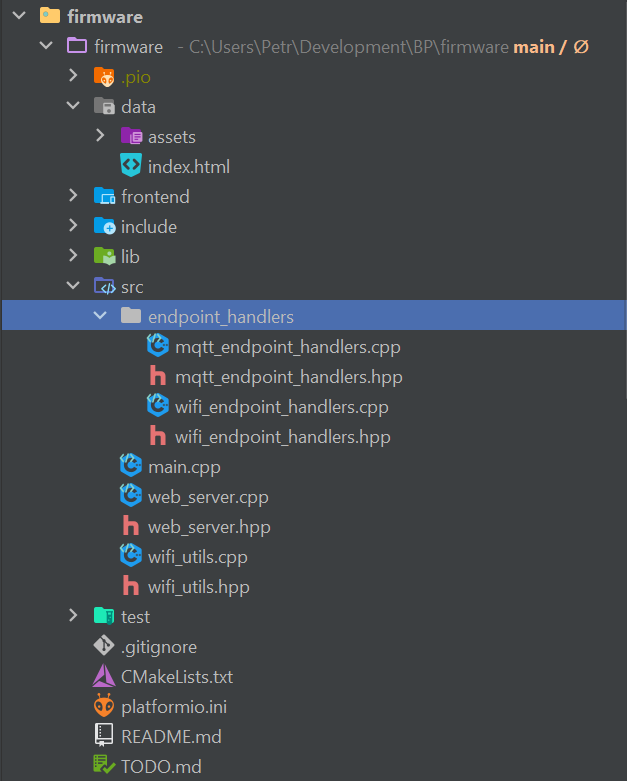 firmware
firmware - C:\Users\Petr\Development\BP\firmware main / Ø
.pio
data
assets
index.html
frontend
include
lib
src
endpoint_handlers
mqtt_endpoint_handlers.cpp
mqtt_endpoint_handlers.hpp
wifi_endpoint_handlers.cpp
wifi_endpoint_handlers.hpp
main.cpp
web_server.cpp
web_server.hpp
wifi_utils.cpp
wifi_utils.hpp
test
.gitignore
CMakeLists.txt
platformio.ini
README.md
TODO.md